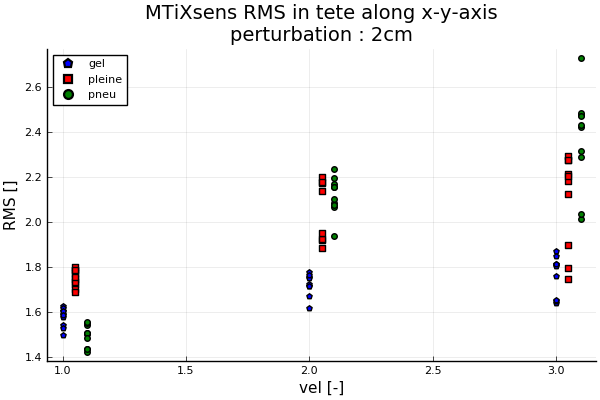 MTiXsens RMS in tete along x-y-axis
perturbation : 2cm
gel
pleine
pneu
RMS []
2.6
2.4
2.2
2.0
1.8
1.6
1.4
1.0
1.5
2.0
2.5
3.0
vel [-]